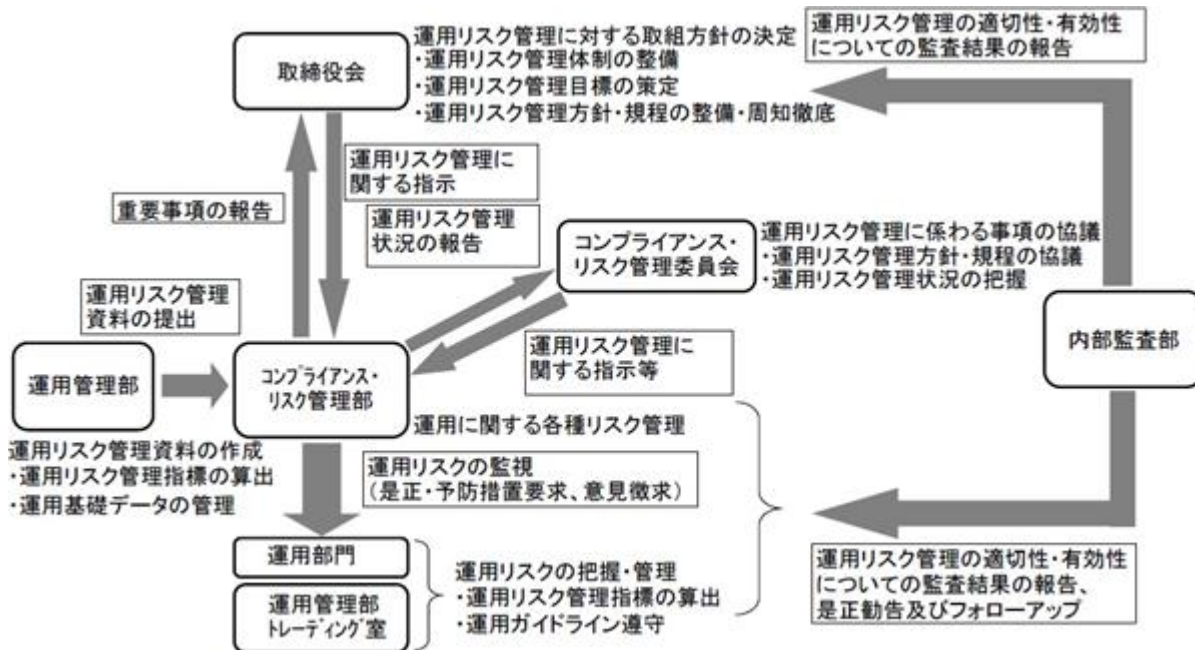 運用リスク管理に対する取組方針の決定
・運用リスク管理体制の整備
・運用リスク管理目標の策定
・運用リスク管理方針・規程の整備・周知徹底
取締役会
運用リスク管理の適切性・有効性
についての監査結果の報告
運用リスク管理に
関する指示
重要事項の報告
運用リスク管理
状況の報告
コンプライアンス・
リスク管理委員会
運用リスク管理に係わる事項の協議
・運用リスク管理方針・規程の協議
・運用リスク管理状況の把握
運用リスク管理
資料の提出
運用リスク管理に
関する指示等
内部監査部
運用管理部
ｺﾝﾌﾟﾗｲｱﾝｽ・
ﾘｽｸ管理部
運用に関する各種リスク管理
運用リスク管理資料の作成
・運用リスク管理指標の算出
・運用基礎データの管理
運用リスクの監視
（是正・予防措置要求、意見徴求）
運用部門
運用管理部
ﾄﾚｰﾃﾞｨﾝｸﾞ室
運用リスクの把握・管理
・運用リスク管理指標の算出
・運用ガイドライン遵守
運用リスク管理の適切性・有効性
についての監査結果の報告、
是正勧告及びフォローアップ